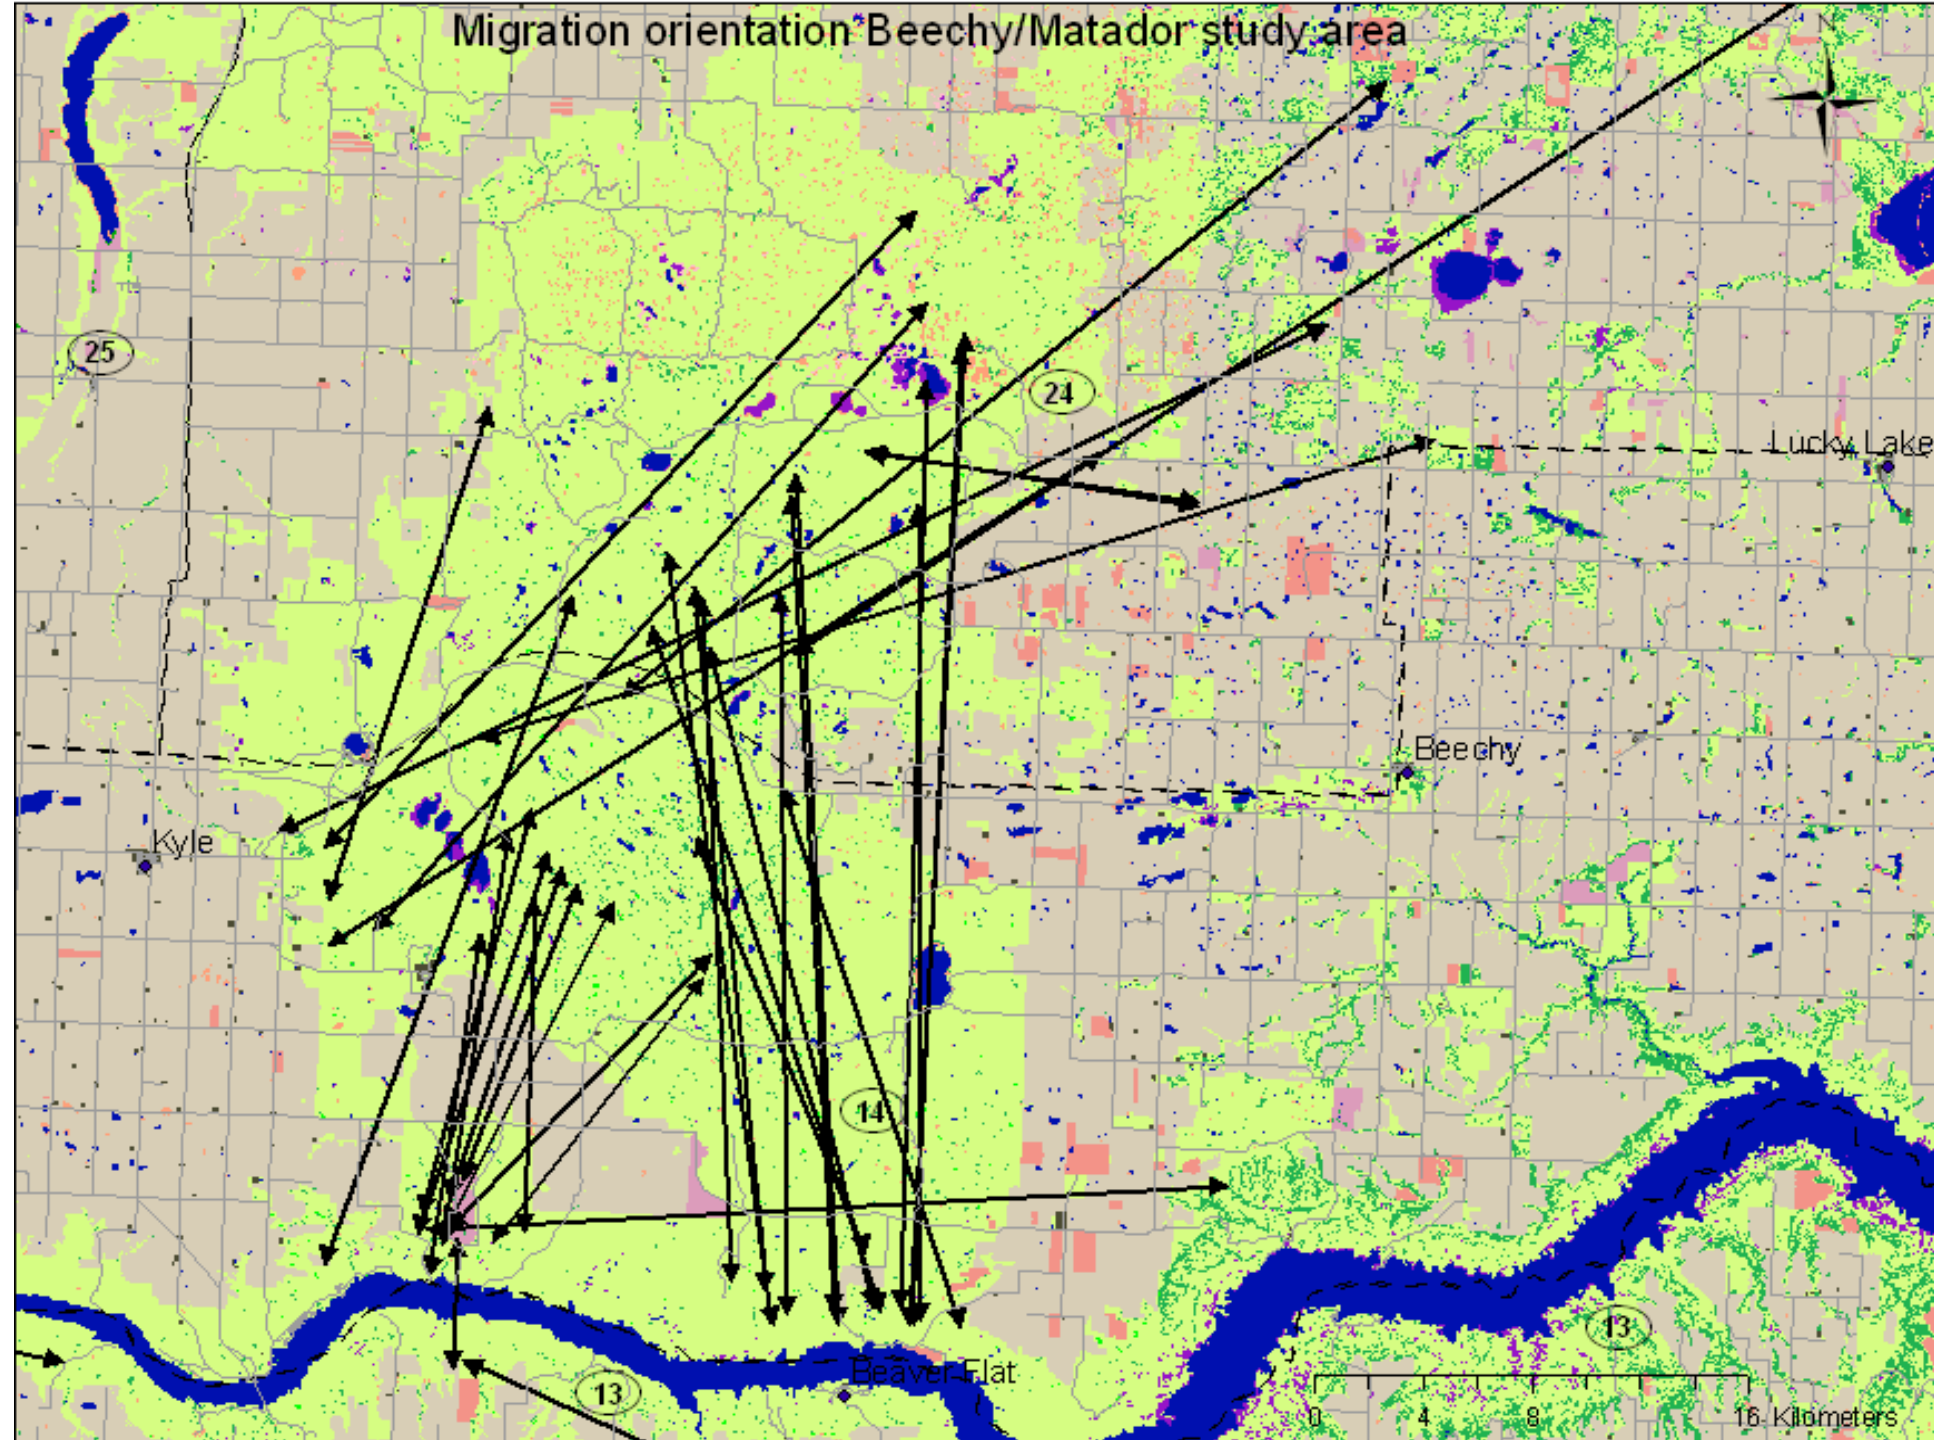 Migration orientation Beechy/Matador study area
N
25
24
Lucky Lake
Beechy
Kyle
14
13
Beaver Flat
13
0 4 8 16 Kilometers